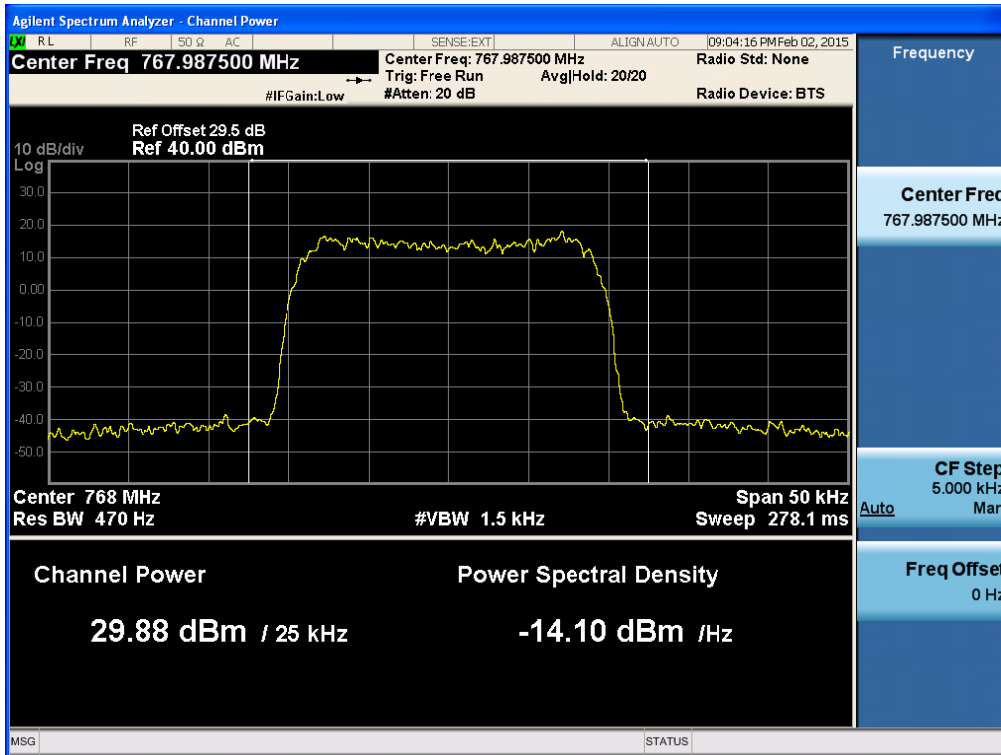 Agilent Spectrum Analyzer - Channel Power
LXI RL RF 50 Ω AC SENSE:EXT ALIGN AUTO 09:04:16 PM Feb 02, 2015
Center Freq 767.987500 MHz
Center Freq: 767.987500 MHz
Radio Std: None
Trig: Free Run Avg|Hold: 20/20
#IFGain:Low
#Atten: 20 dB
Radio Device: BTS
Ref Offset 29.5 dB
10 dB/div Ref 40.00 dBm
Log
30.0
20.0
10.0
0.00
-10.0
-20.0
-30.0
-40.0
-50.0
Center 768 MHz Span 50 kHz
Res BW 470 Hz #VBW 1.5 kHz Sweep 278.1 ms
Channel Power
Power Spectral Density
29.88 dBm / 25 kHz
-14.10 dBm /Hz
Frequency
Center Freq
767.987500 MHz
CF Step
5.000 kHz
Auto Man
Freq Offset
0 Hz
MSG STATUS